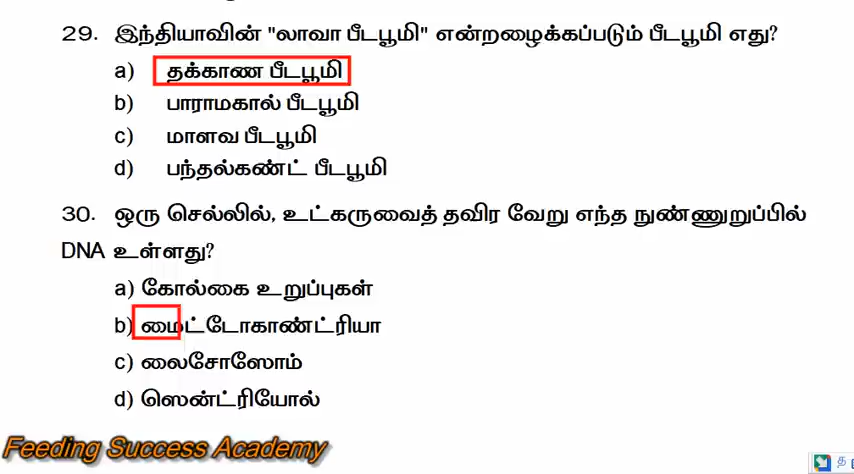 29. இந்தியாவின் "லாவா பீடபூமி" என்றழைக்கப்படும் பீடபூமி எது?
a) தக்காண பீடபூமி
b) பாராமகால் பீடபூமி
c) மாளவ பீடபூமி
d) பந்தல்கண்ட் பீடபூமி
30. ஒரு செல்லில், உட்கருவைத் தவிர வேறு எந்த நுண்ணுறுப்பில்
DNA உள்ளது?
a) கோல்கை உறுப்புகள்
b) மைட்டோகாண்ட்ரியா
c) லைசோஸோம்
d) ஸென்ட்ரியோல்
Feeding Success Academy